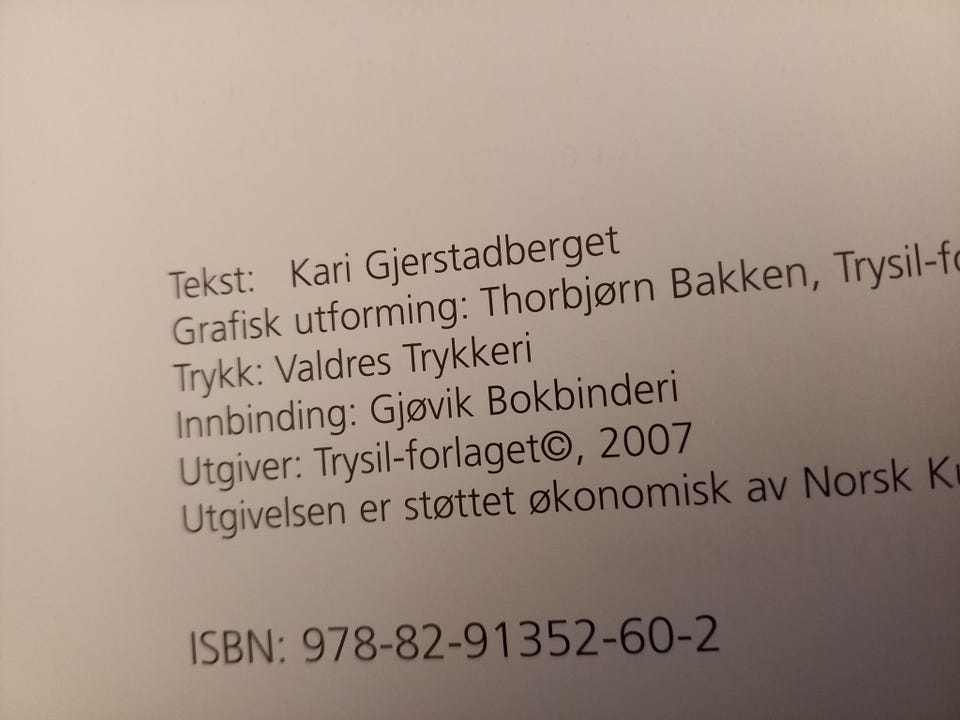 Tekst: Kari Gjerstadberget
Grafisk utforming: Thorbjørn Bakken,
Trykk: Valdres Trykkeri
Innbinding: Gjøvik Bokbinderi
Utgiver: Trysil-forlaget©, 2007
Utgivelsen er støttet økonomisk av Norsk
ISBN: 978-82-91352-60-2